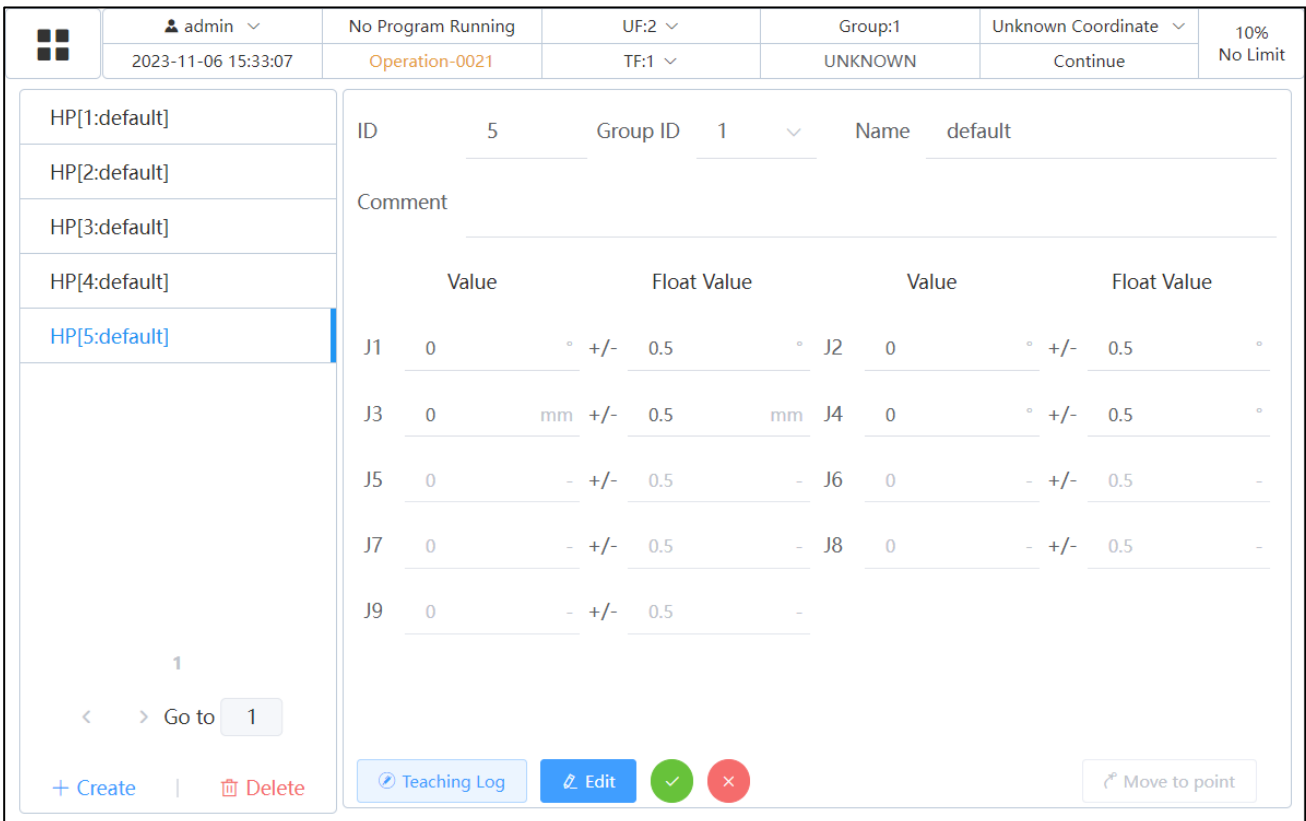 admin No Program Running UF:2 Group:1 Unknown Coordinate 10%
2023-11-06 15:33:07 Operation-0021 TF:1 UNKNOWN Continue No Limit
HP[1:default]
HP[2:default]
HP[3:default]
HP[4:default]
HP[5:default]
1
Go to 1
+ Create | Delete
ID 5 Group ID 1 Name default
Comment
Value Float Value Value Float Value
J1 0 ° +/- 0.5 ° J2 0 ° +/- 0.5 °
J3 0 mm +/- 0.5 mm J4 0 ° +/- 0.5 °
J5 0 - +/- 0.5 - J6 0 - +/- 0.5 -
J7 0 - +/- 0.5 - J8 0 - +/- 0.5 -
J9 0 - +/- 0.5 -
Teaching Log Edit Move to point